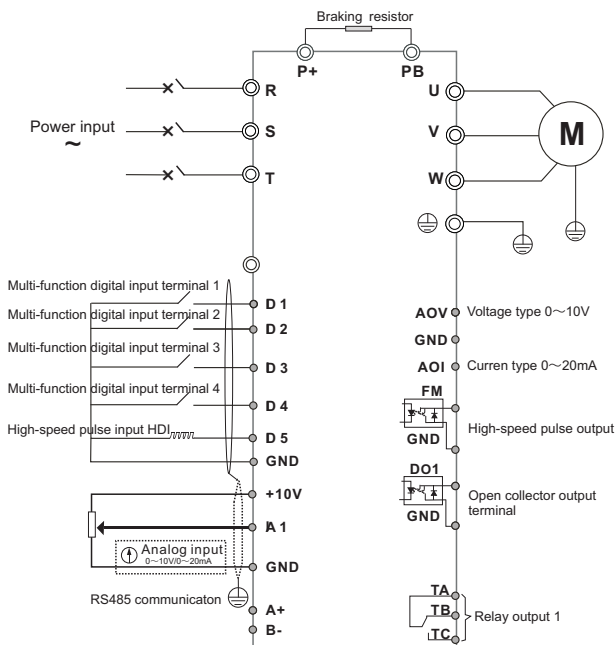 Braking resistor
P+ PB
R U
Power input
~
S V M
T W
Multi-function digital input terminal 1
D 1 AOV Voltage type 0～10V
Multi-function digital input terminal 2
D 2 GND
Multi-function digital input terminal 3
D 3 AOI Curren type 0～20mA
Multi-function digital input terminal 4
D 4 FM
High-speed pulse input HDI
D 5 GND High-speed pulse output
GND DO1
+10V GND Open collector output
terminal
A1
Analog input
0～10V/0～20mA
GND
RS485 communicaton
A+ TA
B- TB Relay output 1
TC